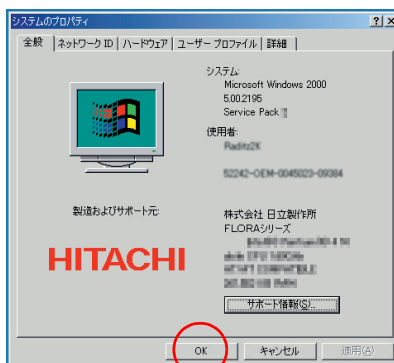 システムのプロパティ
? ×
全般 ネットワーク ID ハードウェア ユーザー プロファイル 詳細
システム:
Microsoft Windows 2000
5.00.2195
Service Pack
使用者:
52242-OEM-0045023-09384
製造およびサポート元:
HITACHI
株式会社 日立製作所
FLORAシリーズ
サポート情報(S)...
OK キャンセル 適用(A)